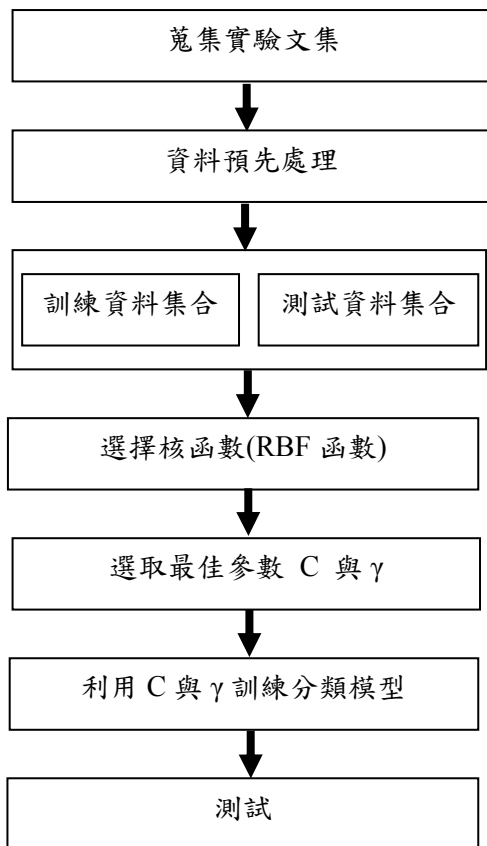 蒐集實驗文集
資料預先處理
訓練資料集合
測試資料集合
選擇核函數(RBF 函數)
選取最佳參數 C 與 γ
利用 C 與 γ 訓練分類模型
測試